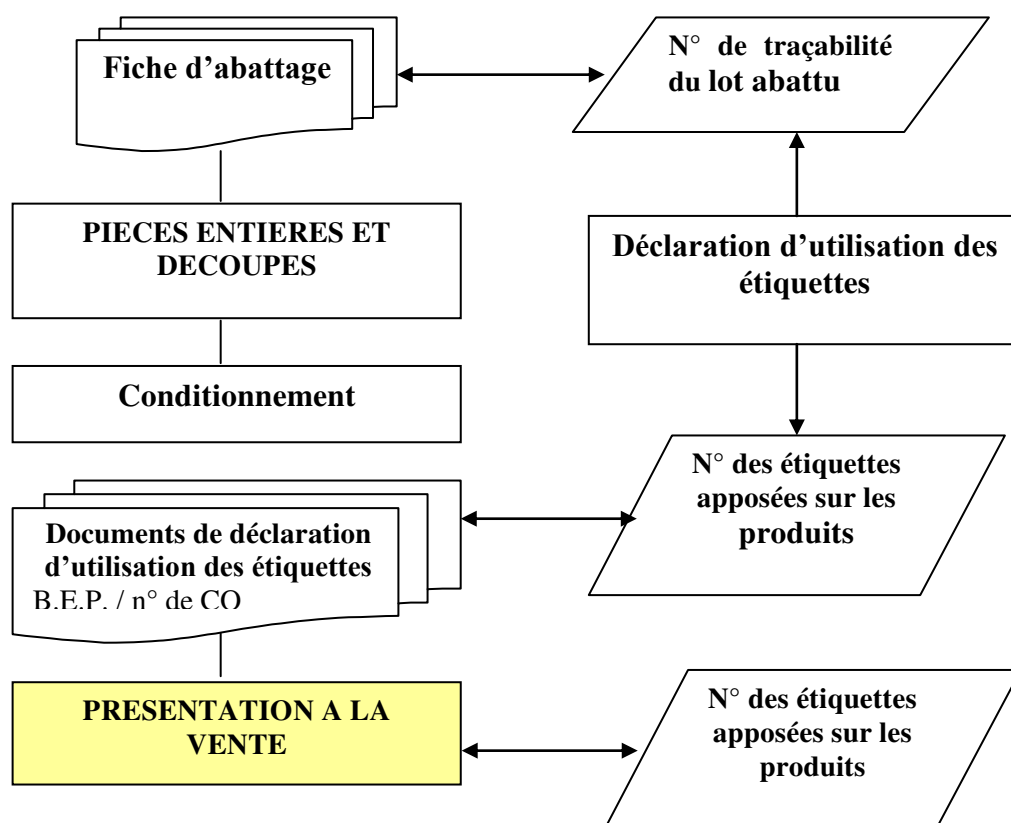 Fiche d'abattage
N° de traçabilité
du lot abattu
PIECES ENTIERES ET
DECOUPES
Déclaration d'utilisation des
étiquettes
Conditionnement
N° des étiquettes
apposées sur les
produits
Documents de déclaration
d'utilisation des étiquettes
B.E.P. / n° de CO
PRESENTATION A LA
VENTE
N° des étiquettes
apposées sur les
produits